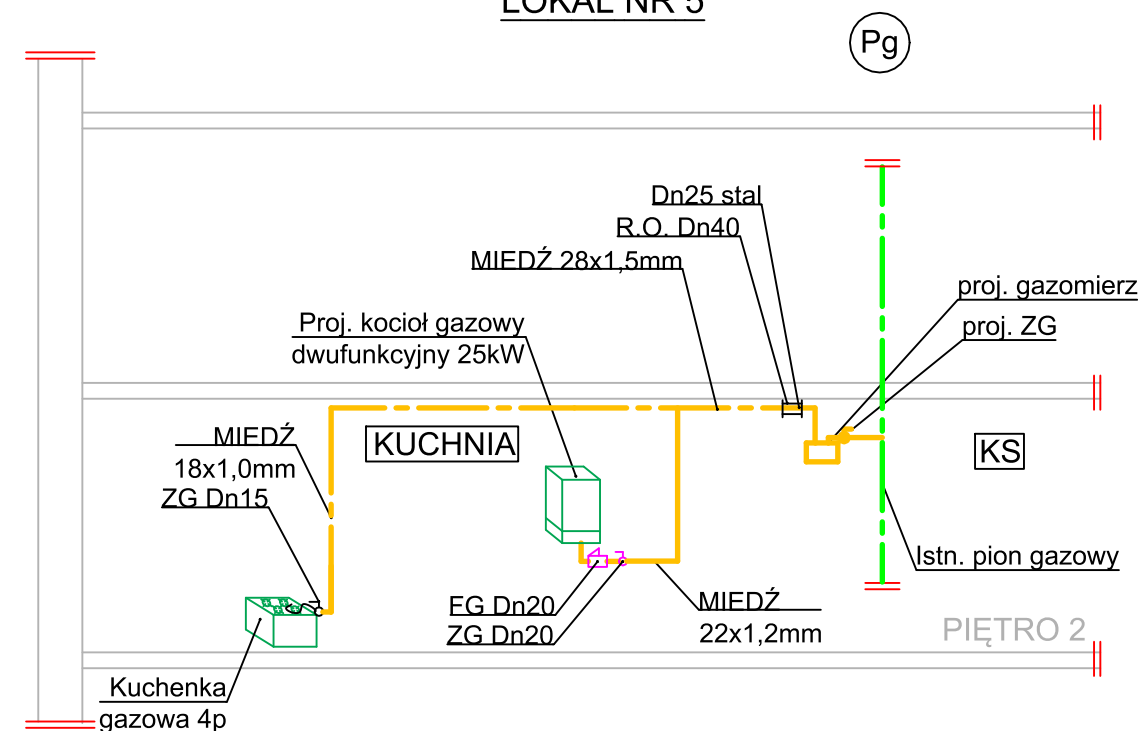 LOKAL NR 5
Pg
Dn25 stal
R.O. Dn40
MIEDŹ 28x1,5mm
proj. gazomierz
proj. ZG
Proj. kocioł gazowy
dwufunkcyjny 25kW
MIEDŹ
18x1,0mm
ZG Dn15
KUCHNIA
KS
Istn. pion gazowy
FG Dn20
ZG Dn20
MIEDŹ
22x1,2mm
PIĘTRO 2
Kuchenka
gazowa 4p